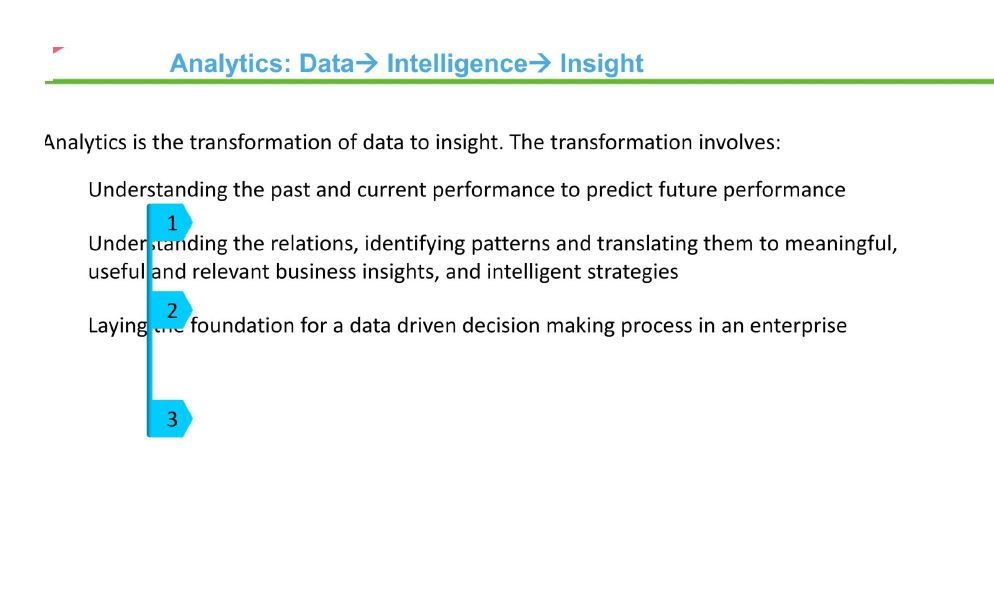 Analytics: Data→ Intelligence→ Insight
Analytics is the transformation of data to insight. The transformation involves:
Understanding the past and current performance to predict future performance
1
Understanding the relations, identifying patterns and translating them to meaningful,
useful and relevant business insights, and intelligent strategies
2
Laying the foundation for a data driven decision making process in an enterprise
3